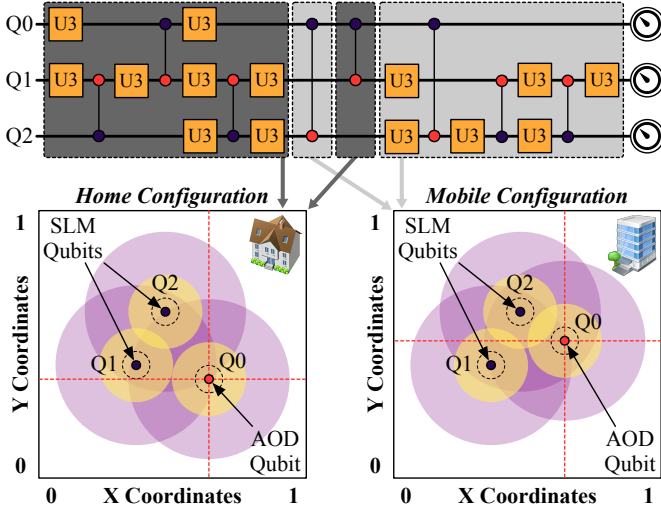 Q0 U3 U3
Q1 U3 U3 U3 U3 U3 U3 U3
Q2 U3 U3 U3 U3 U3
Home Configuration
Mobile Configuration
1
SLM
Qubits
Q2
Q1
Q0
AOD
Qubit
Y Coordinates
0
0
X Coordinates
1
1
SLM
Qubits
Q2
Q0
Q1
AOD
Qubit
Y Coordinates
0
0
X Coordinates
1